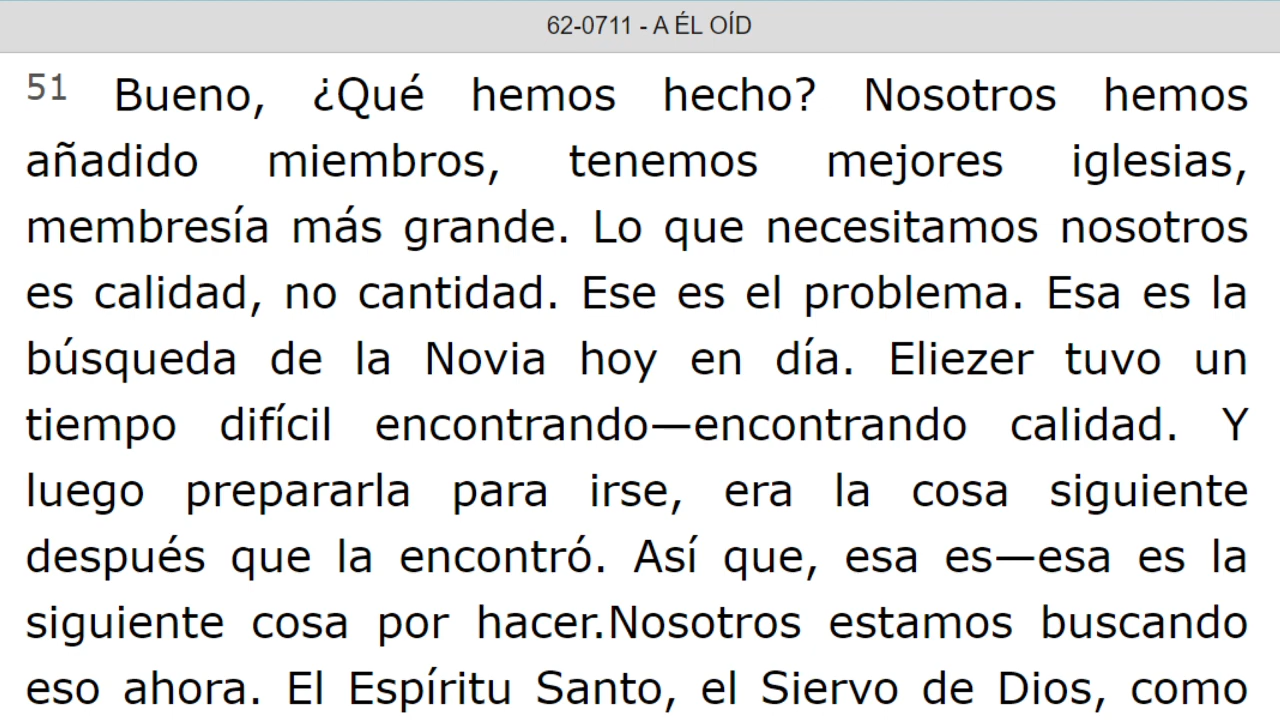 62-0711 - A ÉL OÍD
51 Bueno, ¿Qué hemos hecho? Nosotros hemos
añadido miembros, tenemos mejores iglesias,
membresía más grande. Lo que necesitamos nosotros
es calidad, no cantidad. Ese es el problema. Esa es la
búsqueda de la Novia hoy en día. Eliezer tuvo un
tiempo difícil encontrando—encontrando calidad. Y
luego prepararla para irse, era la cosa siguiente
después que la encontró. Así que, esa es—esa es la
siguiente cosa por hacer.Nosotros estamos buscando
eso ahora. El Espíritu Santo, el Siervo de Dios, como